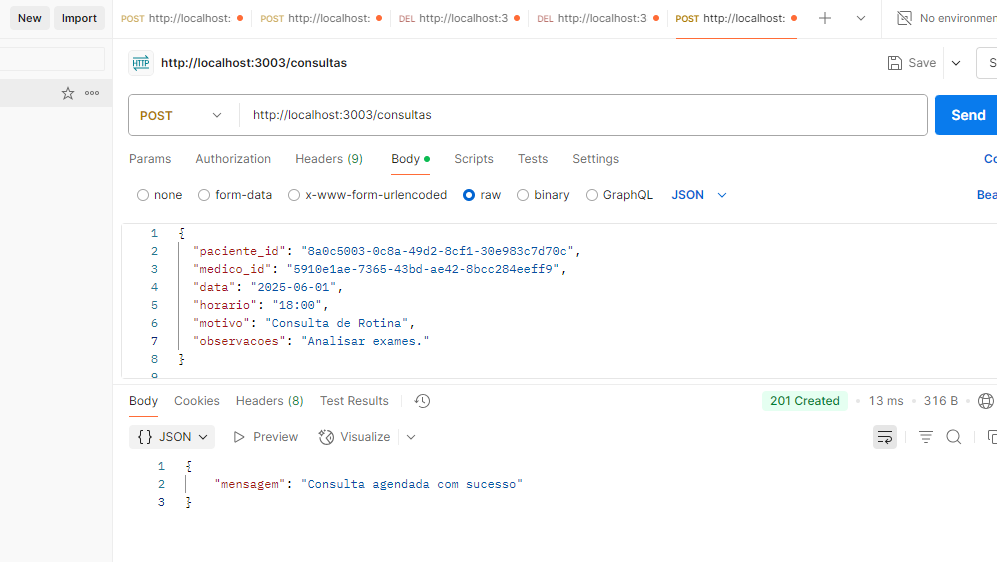 New Import POST http://localhost: POST http://localhost: DEL http://localhost:3 DEL http://localhost:3 POST http://localhost: No environmen
HTTP http://localhost:3003/consultas Save S
POST http://localhost:3003/consultas Send
Params Authorization Headers (9) Body Scripts Tests Settings Co
none form-data x-www-form-urlencoded raw binary GraphQL JSON Bea
1 {
2 "paciente_id": "8a0c5003-0c8a-49d2-8cf1-30e983c7d70c",
3 "medico_id": "5910e1ae-7365-43bd-ae42-8bcc284eeff9",
4 "data": "2025-06-01",
5 "horario": "18:00",
6 "motivo": "Consulta de Rotina",
7 "observacoes": "Analisar exames."
8 }
9
Body Cookies Headers (8) Test Results 201 Created 13 ms 316 B
{} JSON Preview Visualize
1 {
2 "mensagem": "Consulta agendada com sucesso"
3 }